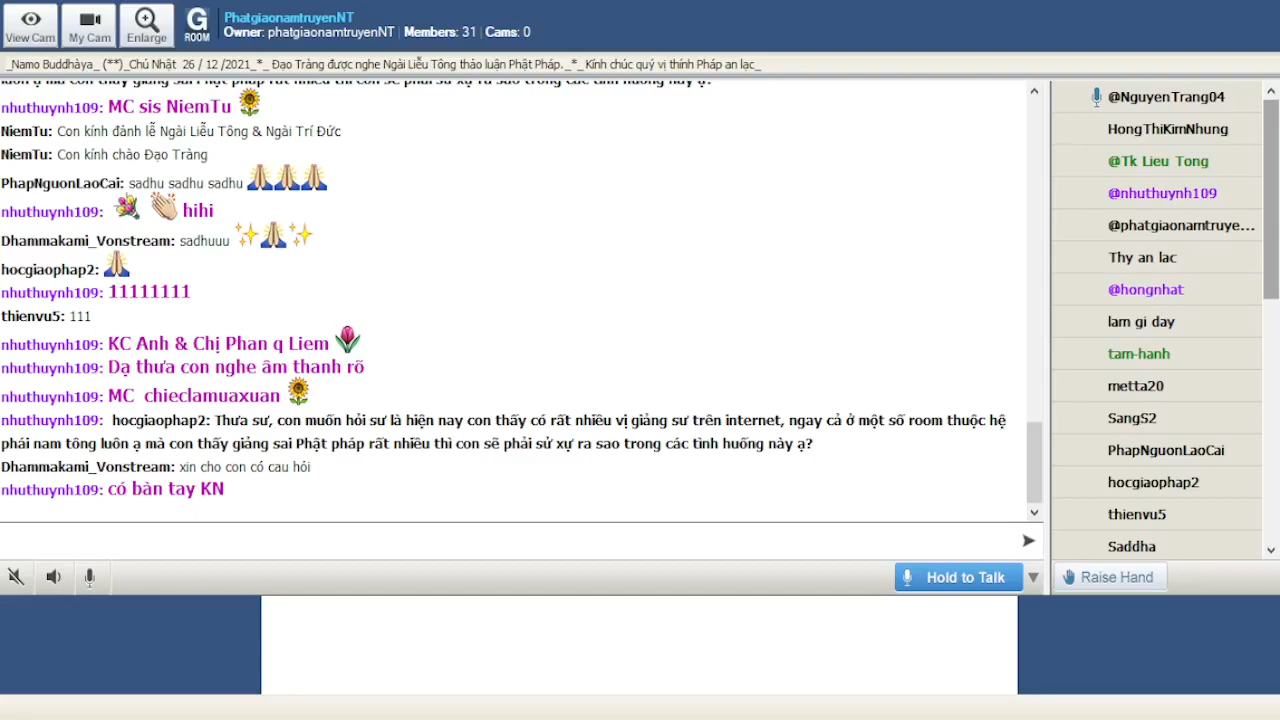 View Cam
My Cam
Enlarge
G
ROOM
PhatgiaonamtruyenNT
Owner: phatgiaonamtruyenNT | Members: 31 | Cams: 0
_Namo Buddhàya_ (**)_Chủ Nhật 26 / 12 /2021_*_ Đạo Tràng được nghe Ngài Liễu Tông thảo luận Phật Pháp._*_Kính chúc quý vị thính Pháp an lạc_
nhuthuynh109: MC sis NiemTu
NiemTu: Con kính đảnh lễ Ngài Liễu Tông & Ngài Trí Đức
NiemTu: Con kính chào Đạo Tràng
PhapNguonLaoCai: sadhu sadhu sadhu
nhuthuynh109: hihi
Dhammakami_Vonstream: sadhuuu
hocgiaophap2:
nhuthuynh109: 11111111
thienvu5: 111
nhuthuynh109: KC Anh & Chị Phan q Liem
nhuthuynh109: Dạ thưa con nghe âm thanh rõ
nhuthuynh109: MC chieclamuaxuan
nhuthuynh109: hocgiaophap2: Thưa sư, con muốn hỏi sư là hiện nay con thấy có rất nhiều vị giảng sư trên internet, ngay cả ở một số room thuộc hệ
phái nam tông luôn ạ mà con thấy giảng sai Phật pháp rất nhiều thì con sẽ phải sử xự ra sao trong các tình huống này ạ?
Dhammakami_Vonstream: xin cho con có cau hỏi
nhuthuynh109: có bàn tay KN
Hold to Talk
@NguyenTrang04
HongThiKimNhung
@Tk Lieu Tong
@nhuthuynh109
@phatgiaonamtruye...
Thy an lac
@hongnhat
lam gi day
tam-hanh
metta20
SangS2
PhapNguonLaoCai
hocgiaophap2
thienvu5
Saddha
Raise Hand